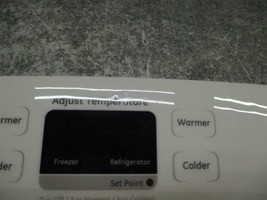 Adjust Temperature
rmer
Warmer
Freezer Refrigerator
der
Colder
Set Point